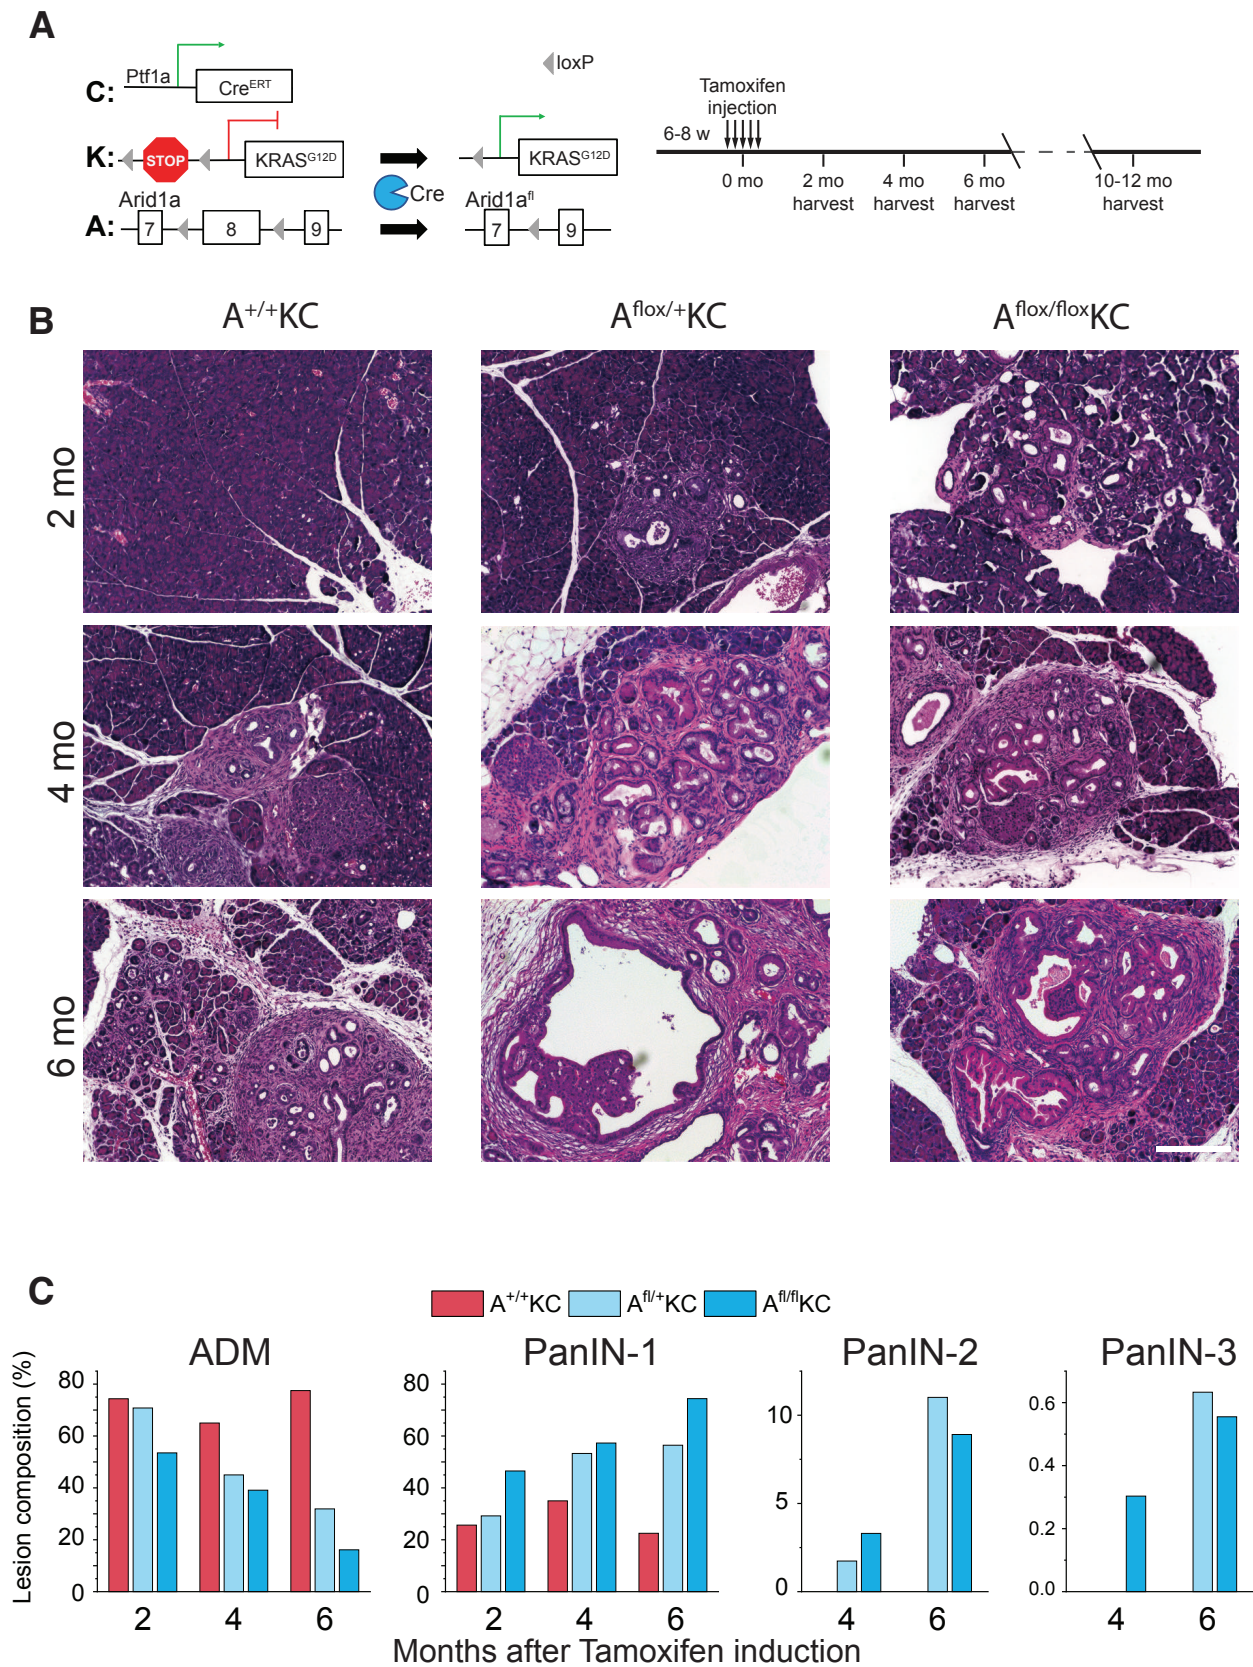 A
Ptf1a
C:
Cre^ERT
loxP
K:
STOP
KRAS^G12D
KRAS^G12D
Cre
Arid1a
Arid1a^fl
A:
7
8
9
7
9
Tamoxifen
injection
6-8 w
0 mo
2 mo
harvest
4 mo
harvest
6 mo
harvest
10-12 mo
harvest
B
A^+/+KC
A^flox/+KC
A^flox/floxKC
2 mo
4 mo
6 mo
C
A^+/+KC
A^fl/+KC
A^fl/flKC
ADM
PanIN-1
PanIN-2
PanIN-3
Lesion composition (%)
80
60
40
20
0
2
4
6
80
60
40
20
0
2
4
6
10
5
0
4
6
0.6
0.4
0.2
0.0
4
6
Months after Tamoxifen induction